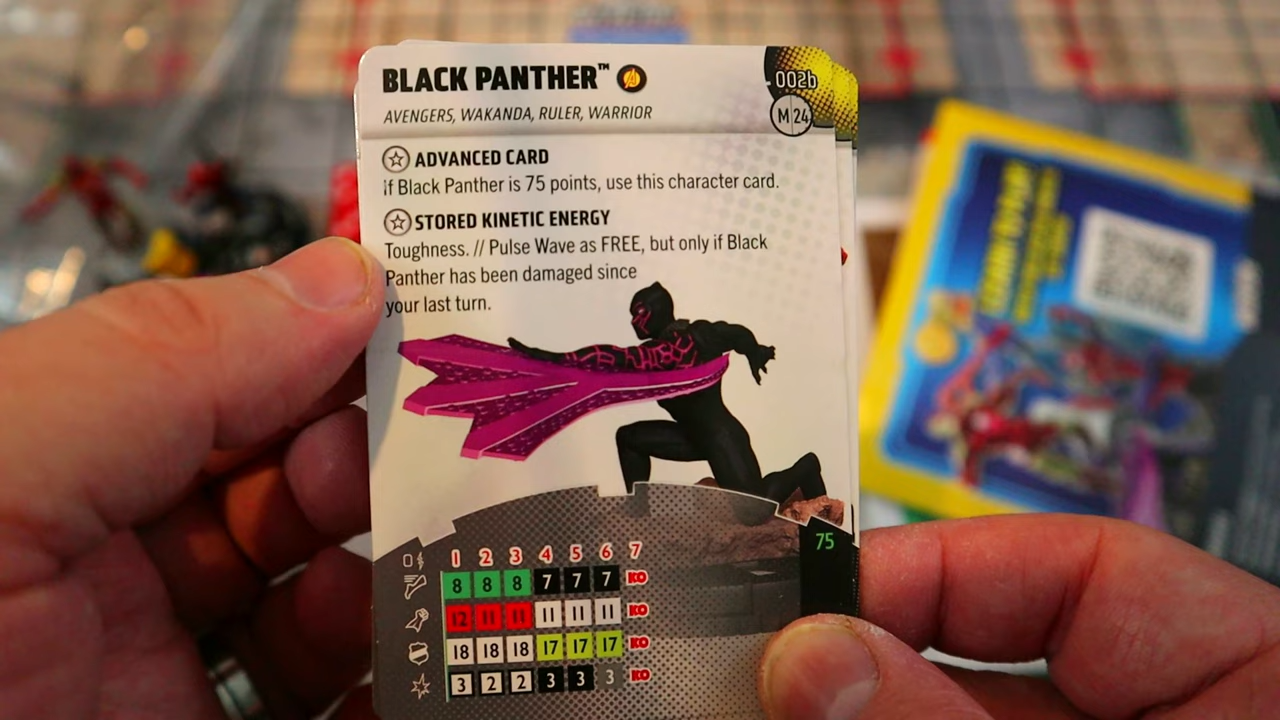 BLACK PANTHER™
002b
AVENGERS, WAKANDA, RULER, WARRIOR
M 24
ADVANCED CARD
If Black Panther is 75 points, use this character card.
STORED KINETIC ENERGY
Toughness. // Pulse Wave as FREE, but only if Black
Panther has been damaged since
your last turn.
75
0 1 2 3 4 5 6 7
8 8 8 7 7 7 KO
12 11 11 11 11 11 KO
18 18 18 17 17 17 KO
3 2 2 3 3 3 KO